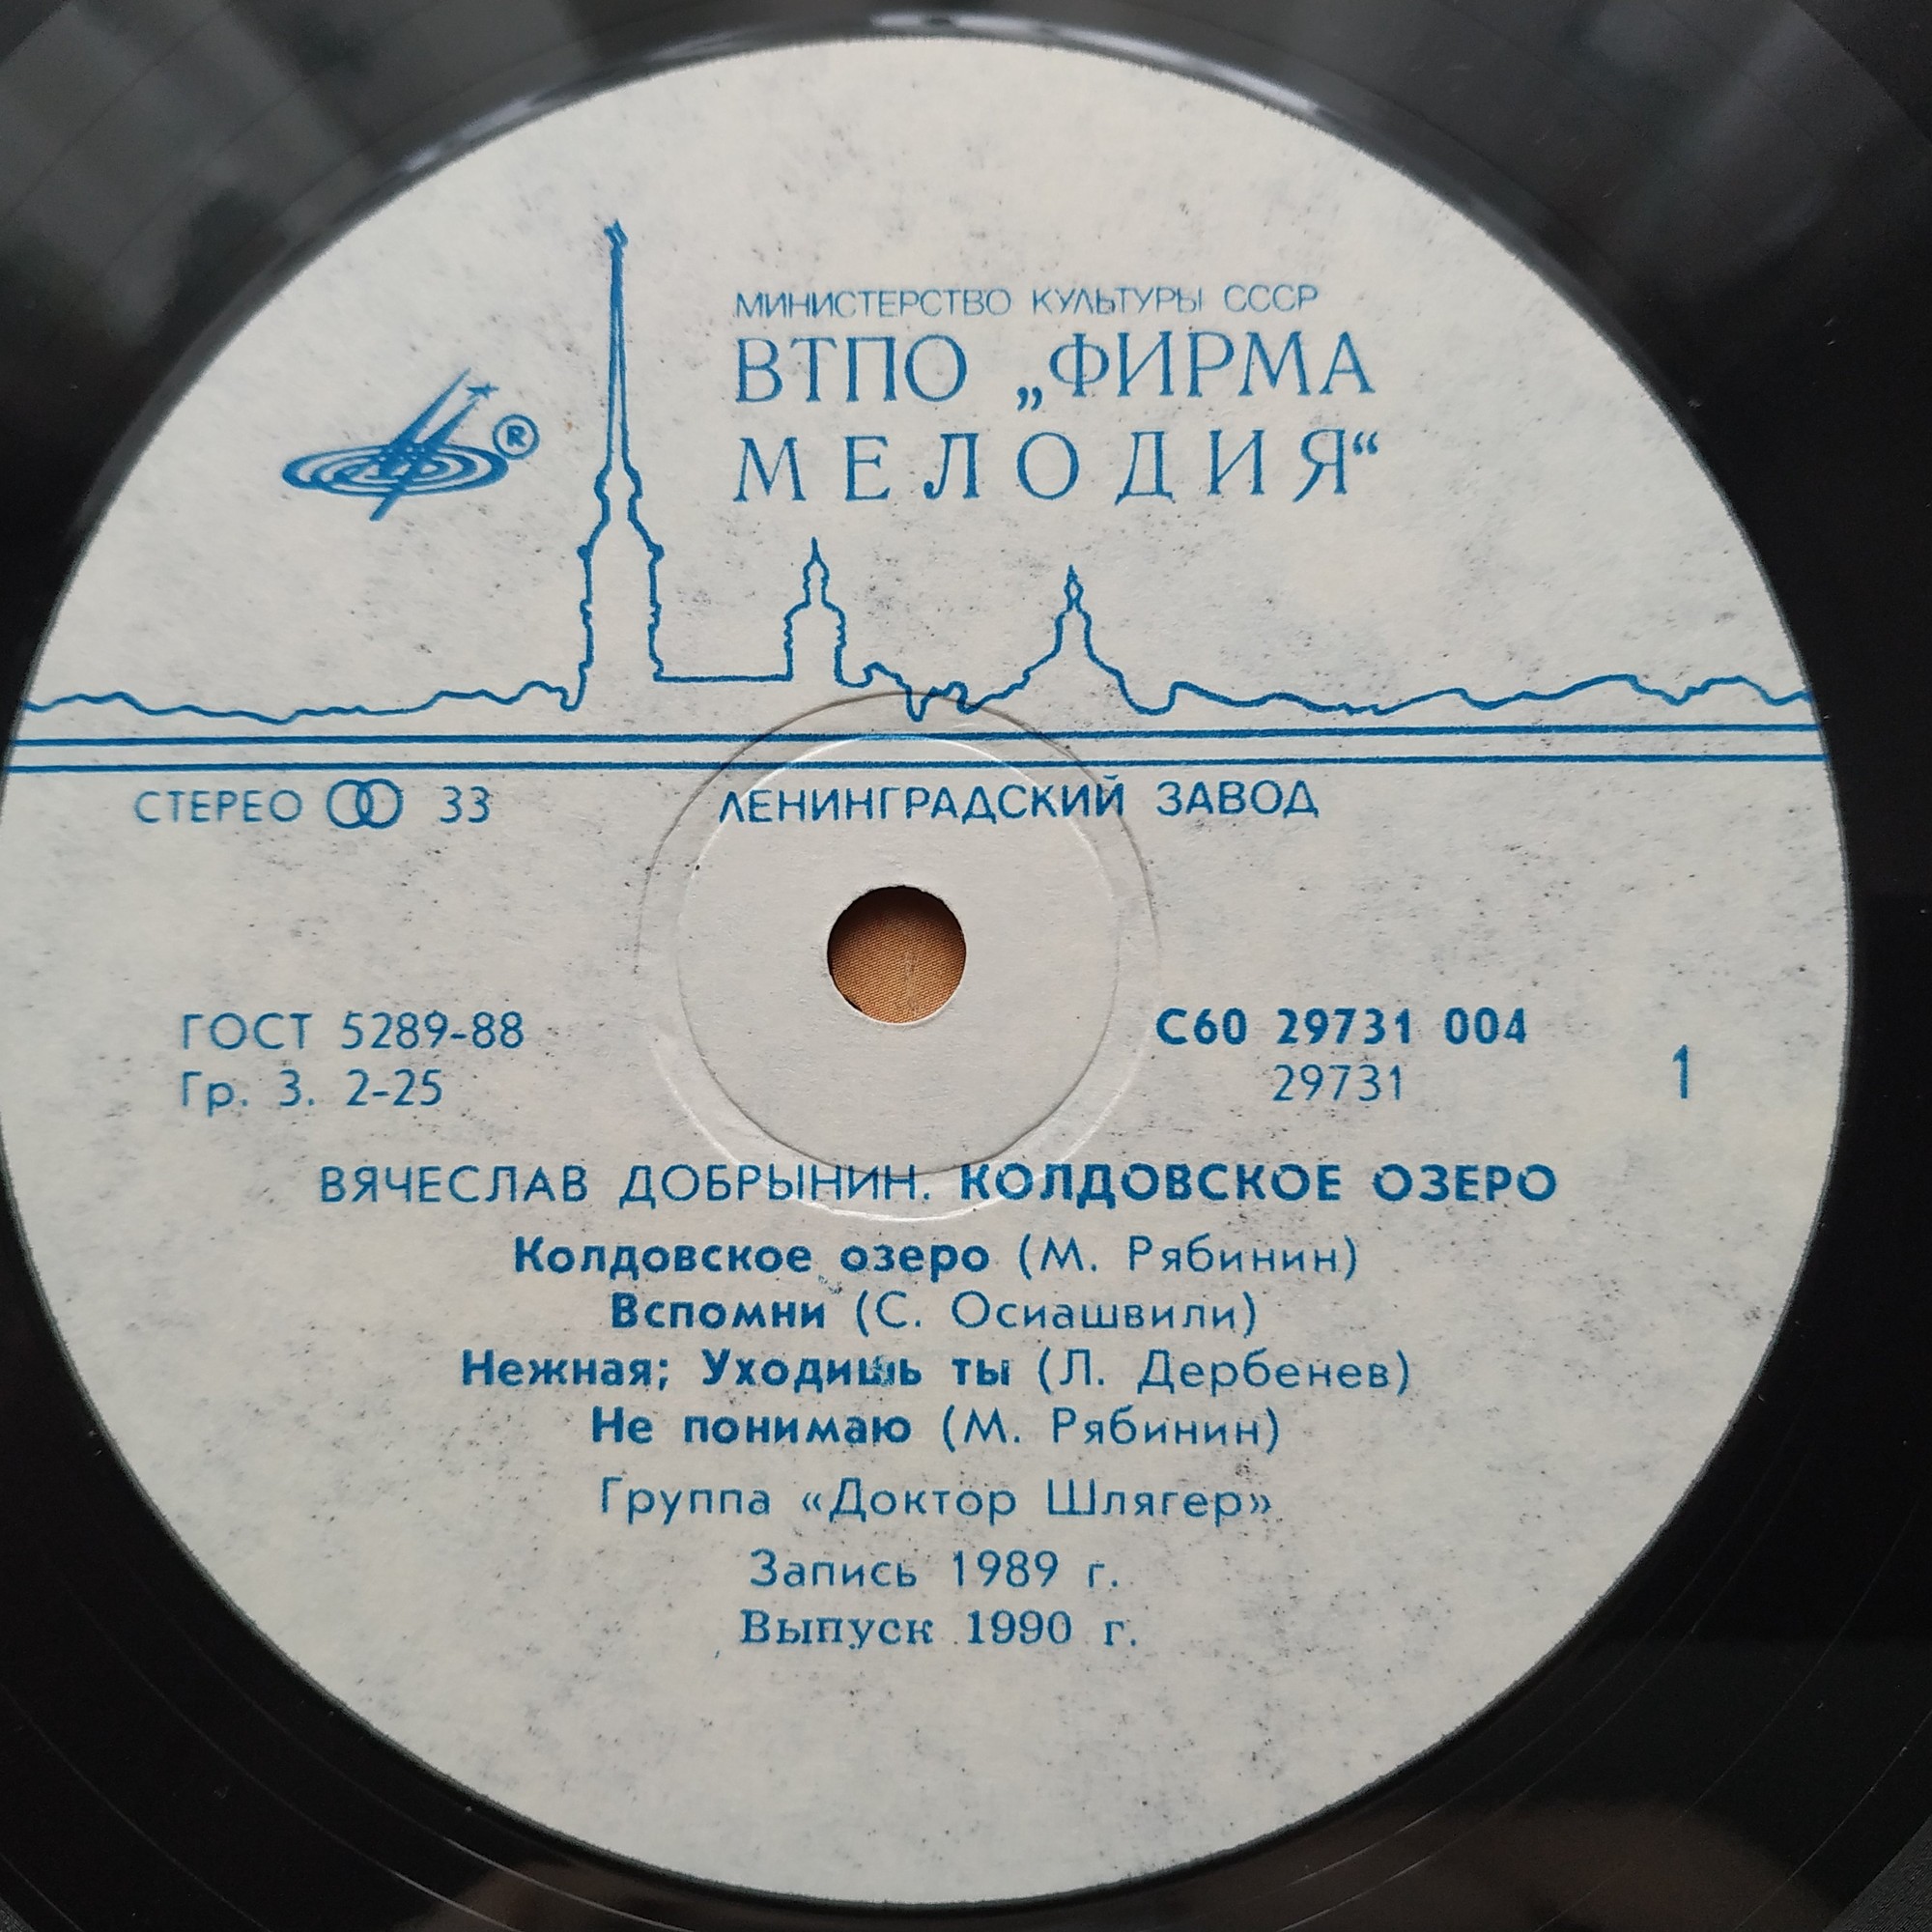 МИНИСТЕРСТВО КУЛЬТУРЫ СССР
ВТПО „ФИРМА
МЕЛОДИЯ“
®
СТЕРЕО 33
ЛЕНИНГРАДСКИЙ ЗАВОД
ГОСТ 5289-88
Гр. 3. 2-25
С60 29731 004
29731
1
ВЯЧЕСЛАВ ДОБРЫНИН. КОЛДОВСКОЕ ОЗЕРО
Колдовское озеро (М. Рябинин)
Вспомни (С. Осиашвили)
Нежная; Уходишь ты (Л. Дербенев)
Не понимаю (М. Рябинин)
Группа «Доктор Шлягер»
Запись 1989 г.
Выпуск 1990 г.